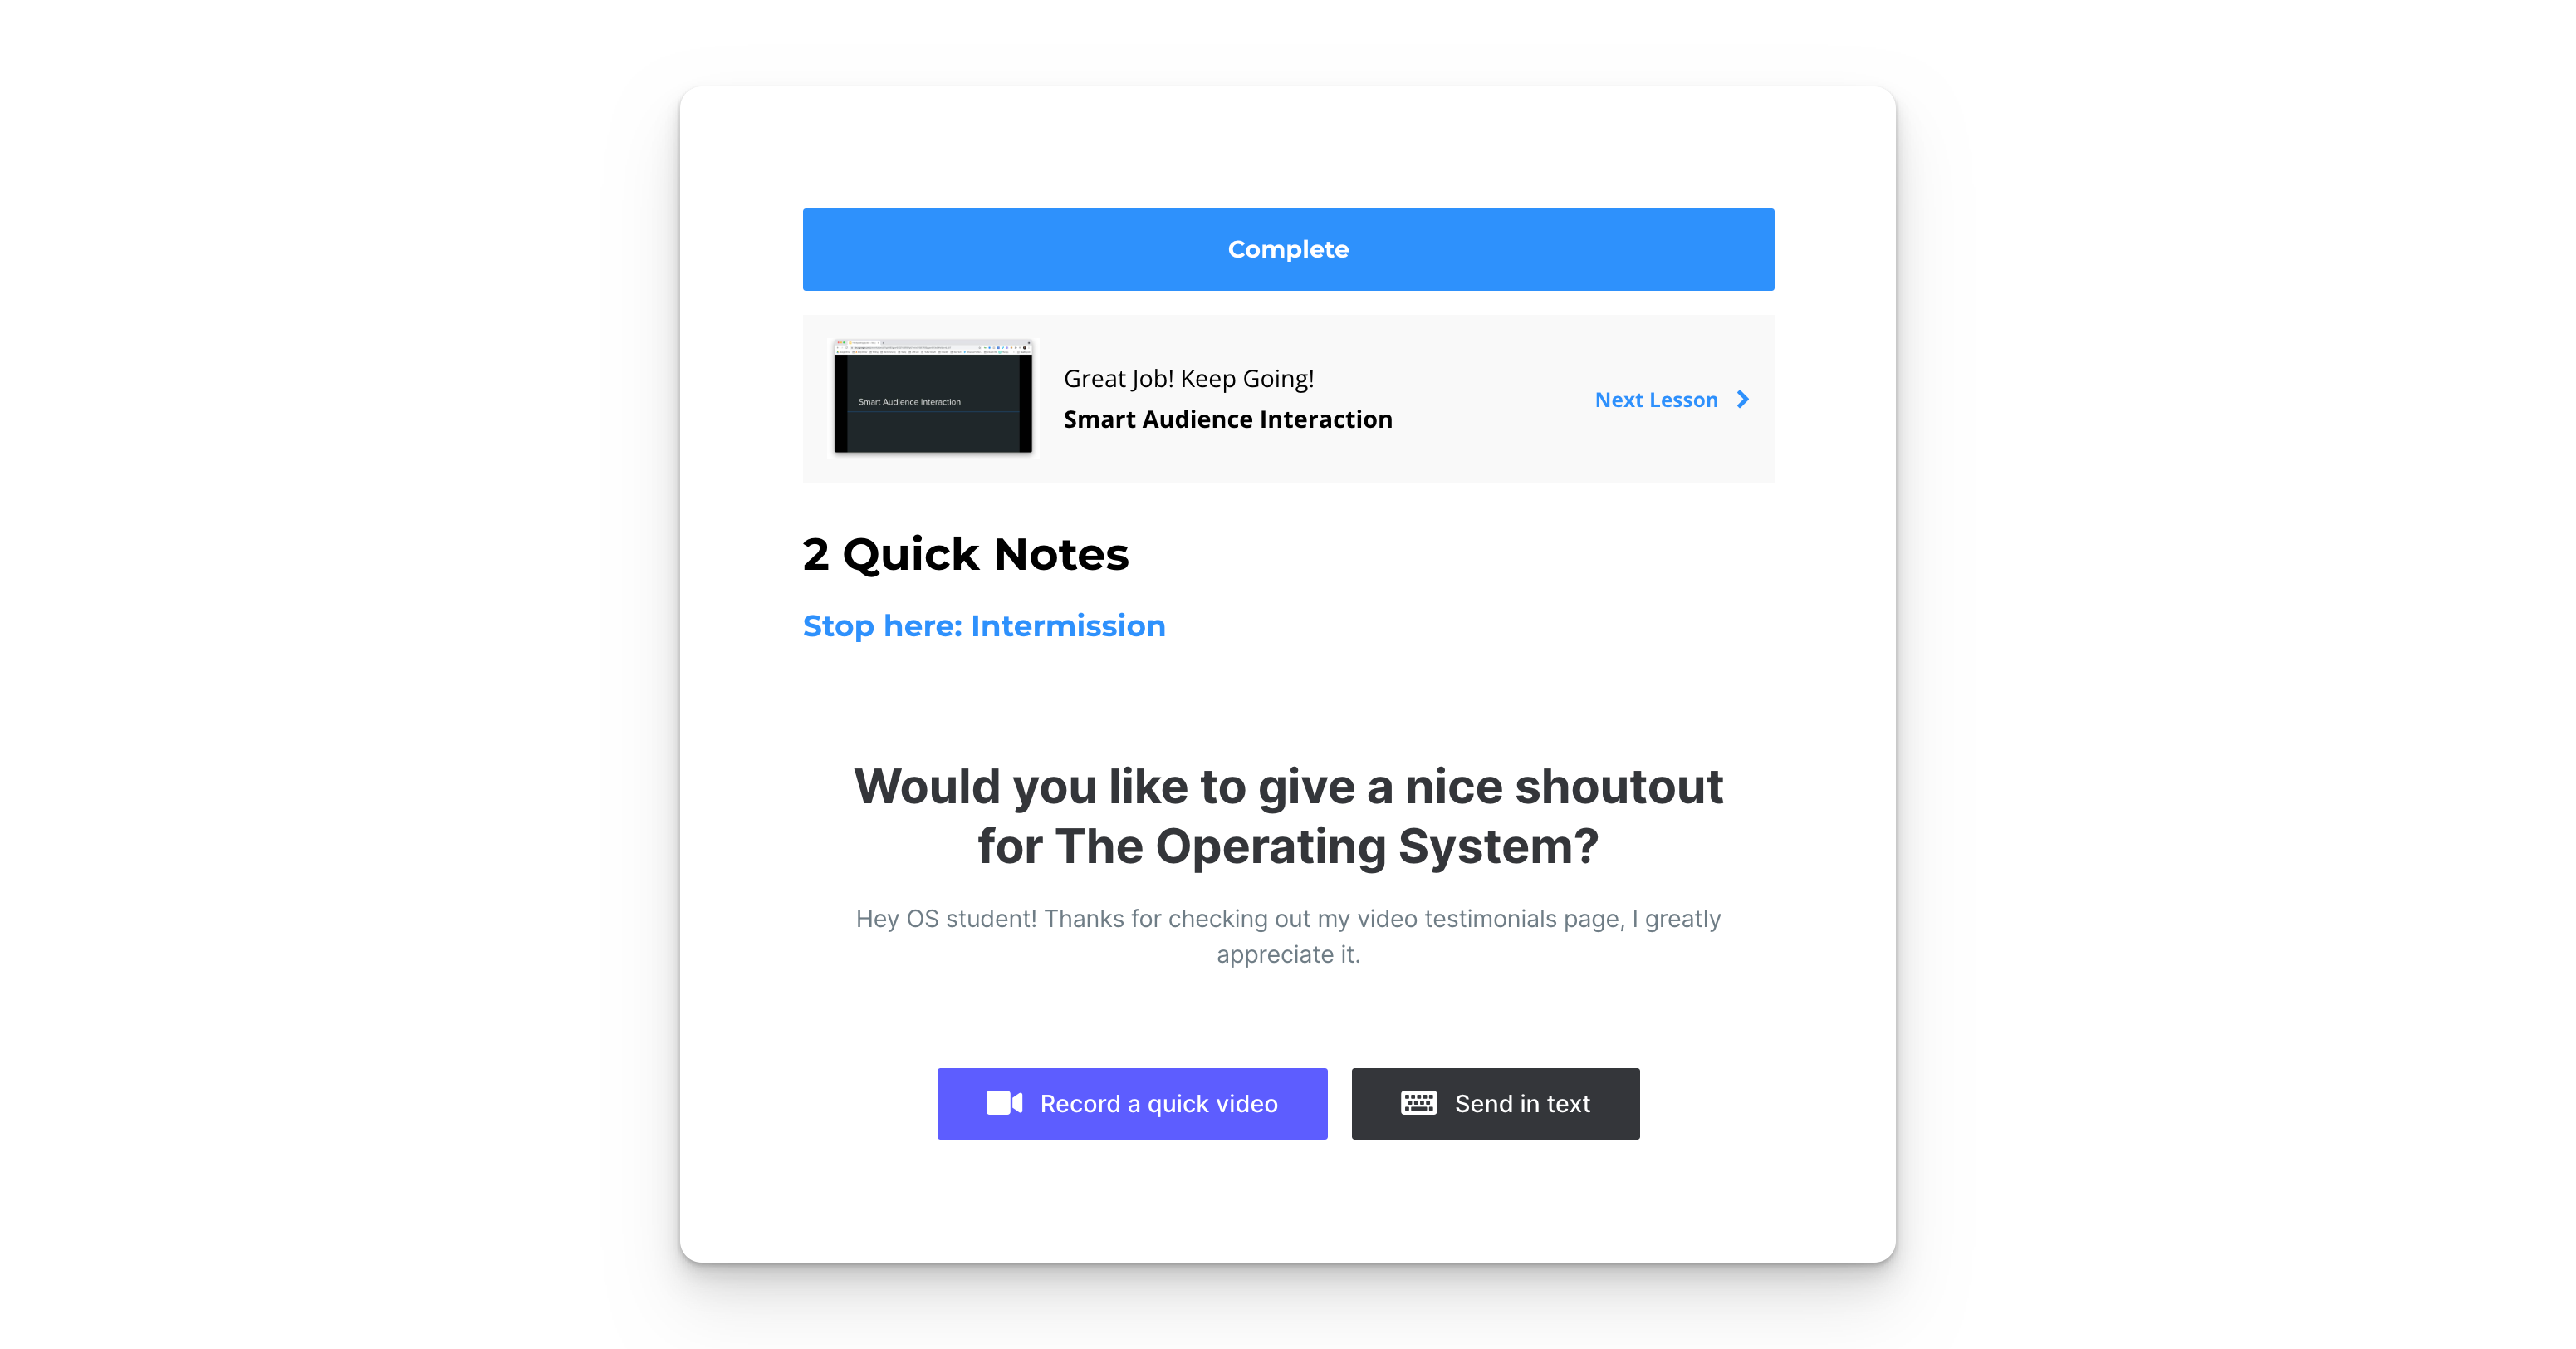 Complete
Smart Audience Interaction
Great Job! Keep Going!
Smart Audience Interaction
Next Lesson
2 Quick Notes
Stop here: Intermission
Would you like to give a nice shoutout
for The Operating System?
Hey OS student! Thanks for checking out my video testimonials page, I greatly
appreciate it.
Record a quick video
Send in text